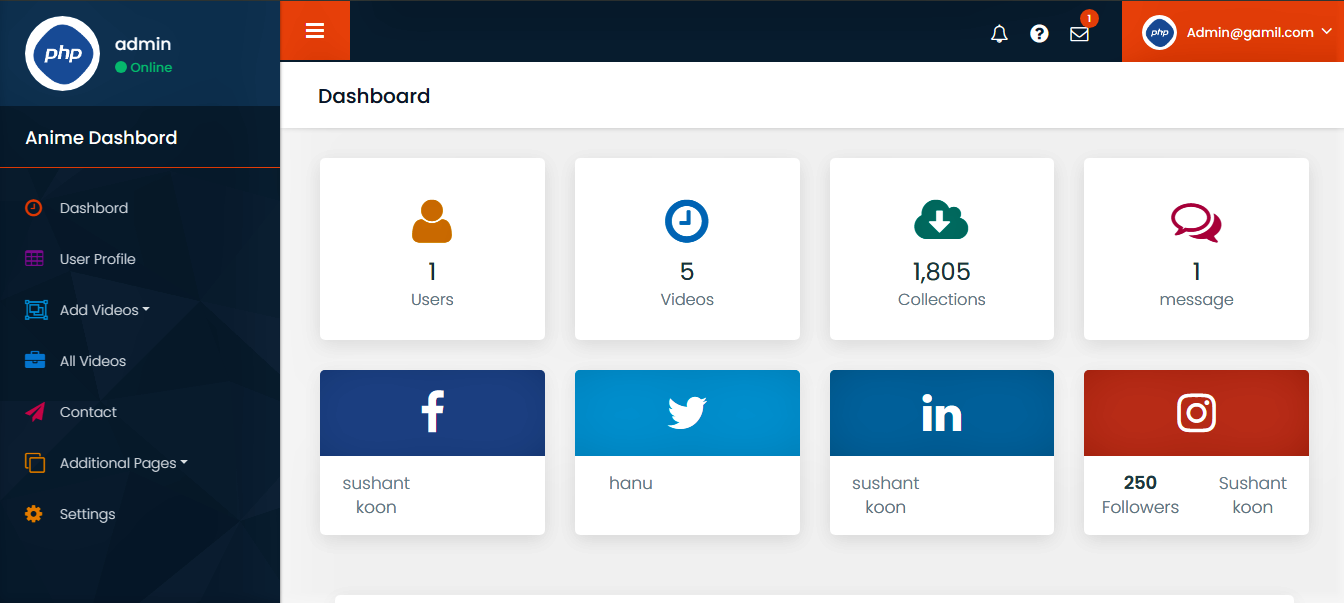 php
admin
Online
Anime Dashbord
Dashbord
User Profile
Add Videos
All Videos
Contact
Additional Pages
Settings
1
php
Admin@gamil.com
Dashboard
1
Users
5
Videos
1,805
Collections
1
message
sushant
koon
hanu
in
sushant
koon
250
Followers
Sushant
koon